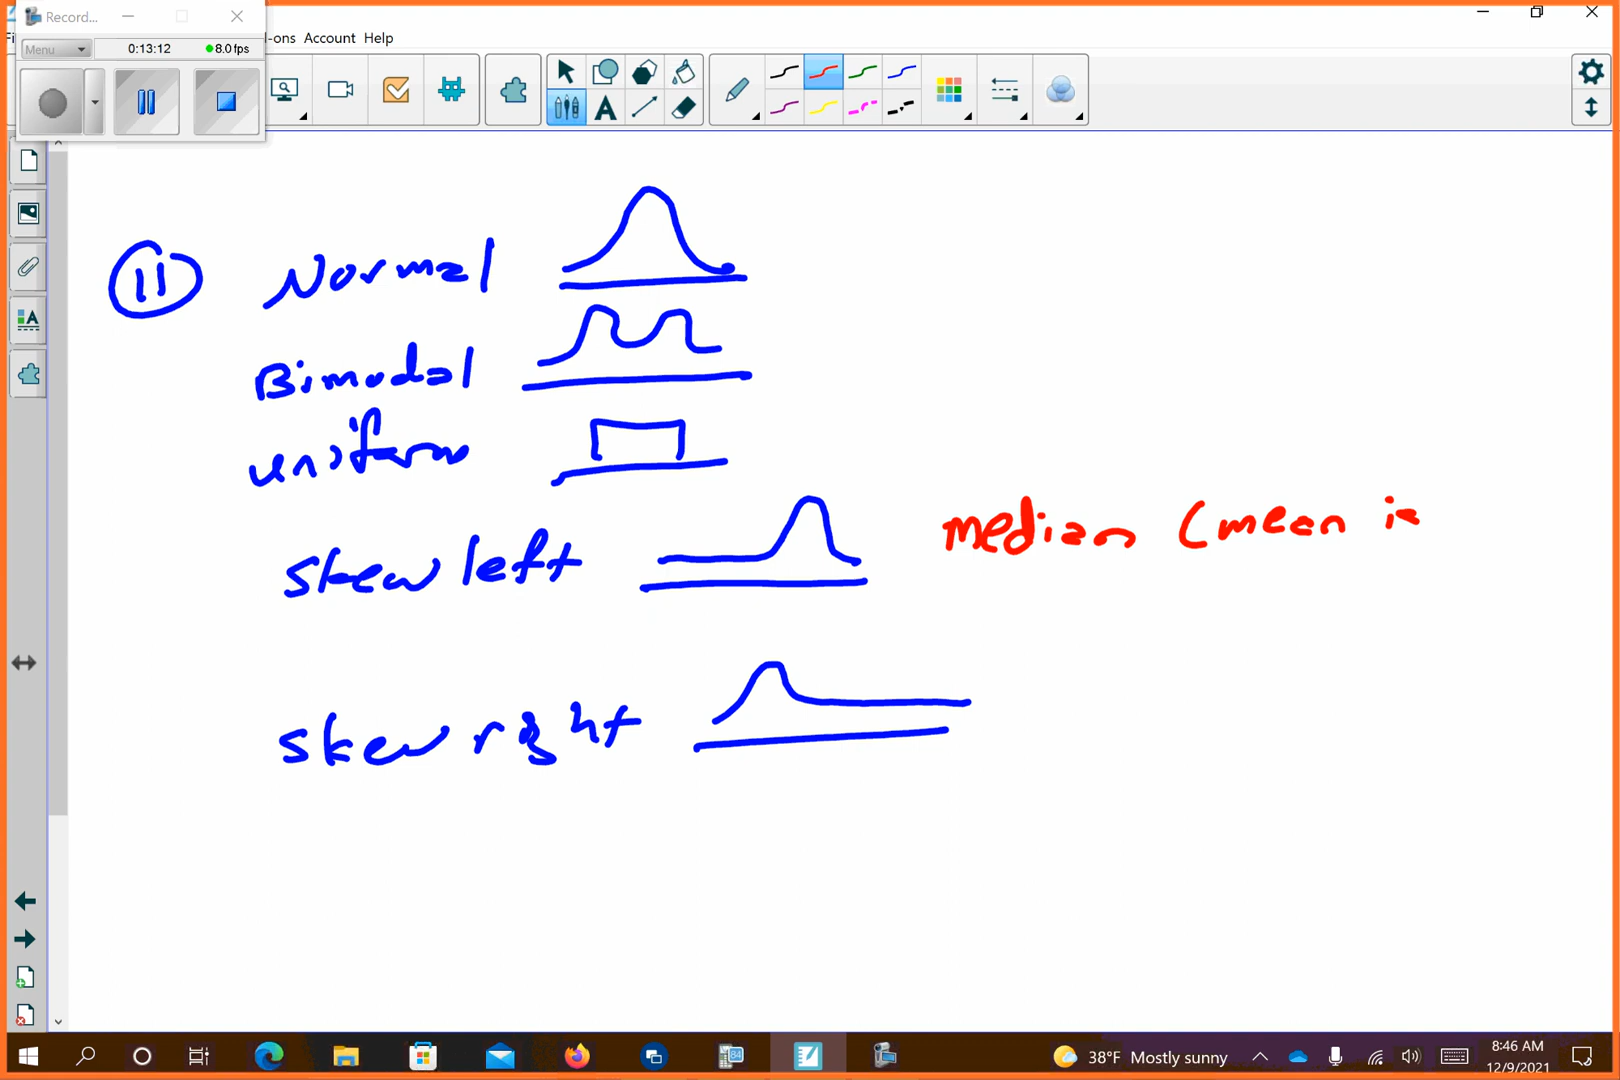 Record...
Menu
0:13:12
8.0 fps
-ons Account Help
11 Normal
Bimodal
uniform
skew left
median (mean is
skew right
38°F Mostly sunny
8:46 AM
12/9/2021